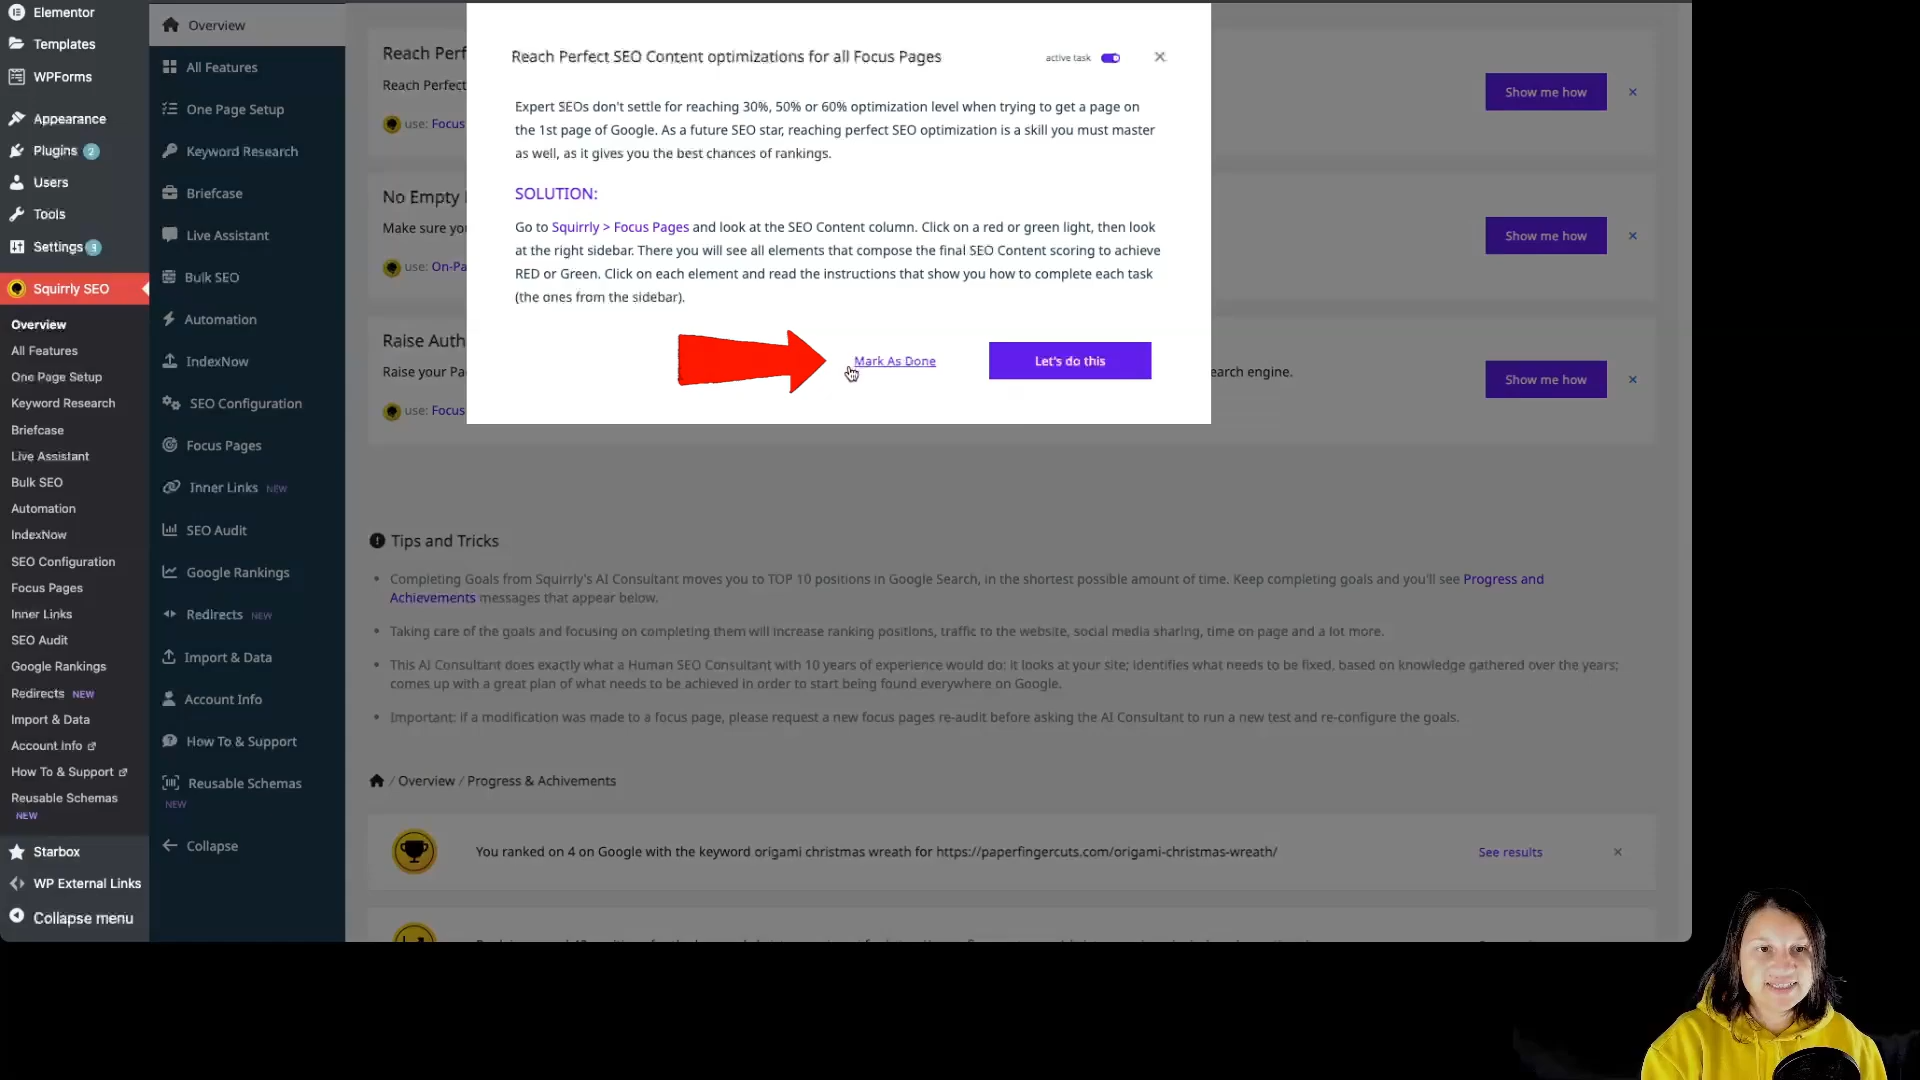 Elementor
Templates
WPForms
Appearance
Plugins 2
Users
Tools
Settings 3
Squirrly SEO
Overview
All Features
One Page Setup
Keyword Research
Briefcase
Live Assistant
Bulk SEO
Automation
IndexNow
SEO Configuration
Focus Pages
Inner Links
SEO Audit
Google Rankings
Redirects NEW
Import & Data
Account Info
How To & Support
Reusable Schemas
NEW
Starbox
WP External Links
Collapse menu
Overview
All Features
One Page Setup
Keyword Research
Briefcase
Live Assistant
Bulk SEO
Automation
IndexNow
SEO Configuration
Focus Pages
Inner Links NEW
SEO Audit
Google Rankings
Redirects NEW
Import & Data
Account Info
How To & Support
Reusable Schemas
NEW
Collapse
Reach Perf
Reach Perfect
use: Focus
Show me how
No Empty
Make sure you
use: On-Pa
Show me how
Raise Auth
Raise your Pa
earch engine.
use: Focus
Show me how
Reach Perfect SEO Content optimizations for all Focus Pages
active task
Expert SEOs don't settle for reaching 30%, 50% or 60% optimization level when trying to get a page on
the 1st page of Google. As a future SEO star, reaching perfect SEO optimization is a skill you must master
as well, as it gives you the best chances of rankings.
SOLUTION:
Go to Squirrly > Focus Pages and look at the SEO Content column. Click on a red or green light, then look
at the right sidebar. There you will see all elements that compose the final SEO Content scoring to achieve
RED or Green. Click on each element and read the instructions that show you how to complete each task
(the ones from the sidebar).
Mark As Done
Let's do this
Tips and Tricks
Completing Goals from Squirrly's AI Consultant moves you to TOP 10 positions in Google Search, in the shortest possible amount of time. Keep completing goals and you'll see Progress and
Achievements messages that appear below.
Taking care of the goals and focusing on completing them will increase ranking positions, traffic to the website, social media sharing, time on page and a lot more.
This AI Consultant does exactly what a Human SEO Consultant with 10 years of experience would do: it looks at your site; identifies what needs to be fixed, based on knowledge gathered over the years;
comes up with a great plan of what needs to be achieved in order to start being found everywhere on Google.
Important: if a modification was made to a focus page, please request a new focus pages re-audit before asking the AI Consultant to run a new test and re-configure the goals.
/ Overview / Progress & Achivements
You ranked on 4 on Google with the keyword origami christmas wreath for https://paperfingercuts.com/origami-christmas-wreath/
See results